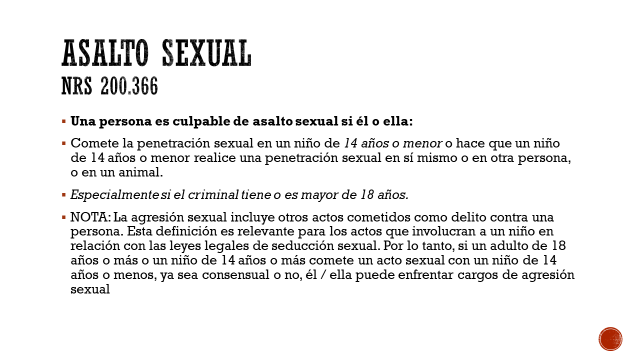 ASALTO SEXUAL
NRS 200.366
▪ Una persona es culpable de asalto sexual si él o ella:
▪ Comete la penetración sexual en un niño de 14 años o menor o hace que un niño
de 14 años o menor realice una penetración sexual en sí mismo o en otra persona,
o en un animal.
▪ Especialmente si el criminal tiene o es mayor de 18 años.
▪ NOTA: La agresión sexual incluye otros actos cometidos como delito contra una
persona. Esta definición es relevante para los actos que involucran a un niño en
relación con las leyes legales de seducción sexual. Por lo tanto, si un adulto de 18
años o más o un niño de 14 años o más comete un acto sexual con un niño de 14
años o menos, ya sea consensual o no, él / ella puede enfrentar cargos de agresión
sexual